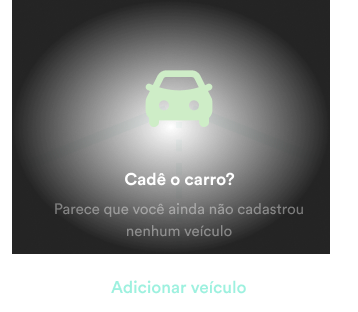 Cadê o carro?
Parece que você ainda não cadastrou
nenhum veículo
Adicionar veículo